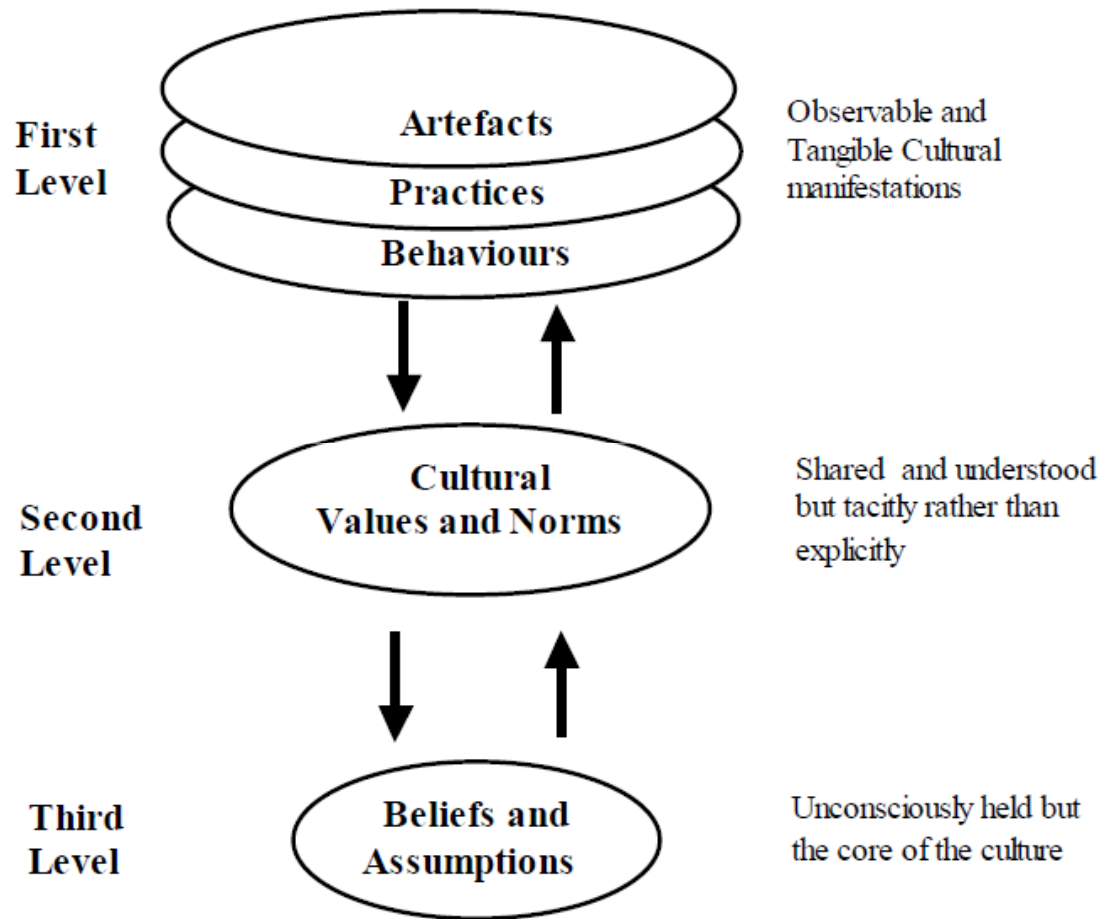 First
Level
Artefacts
Practices
Behaviours
Observable and
Tangible Cultural
manifestations
Second
Level
Cultural
Values and Norms
Shared and understood
but tacitly rather than
explicitly
Third
Level
Beliefs and
Assumptions
Unconsciously held but
the core of the culture